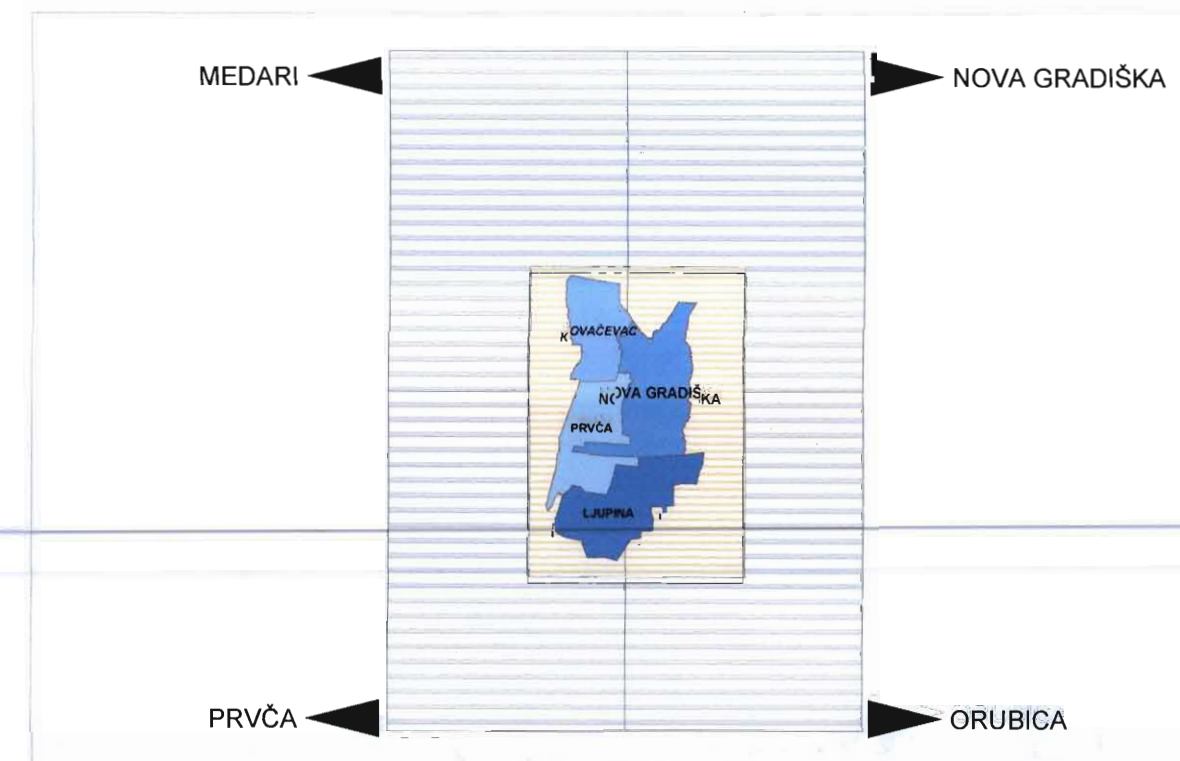 MEDARI
NOVA GRADIŠKA
KOVAČEVAC
NOVA GRADIŠKA
PRVČA
LJUPINA
PRVČA
ORUBICA